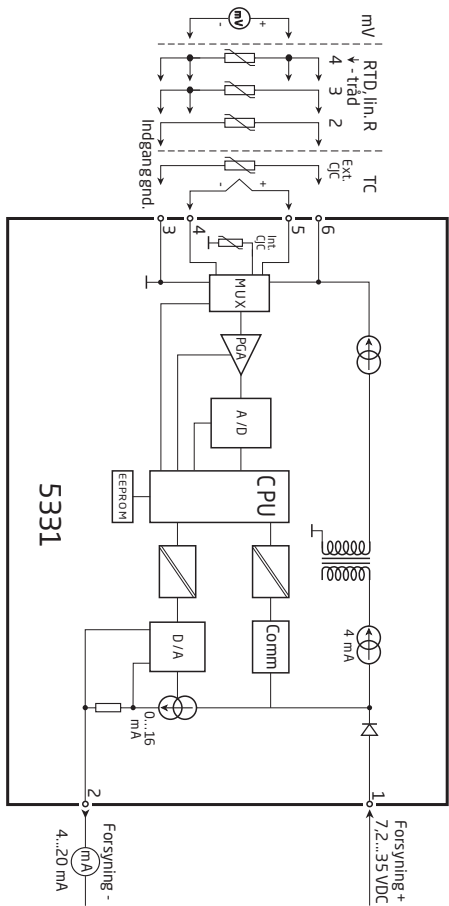 mV
- mV +
RTD, lin. R
← - tråd
4 3 2
TC
Ext.
CJC
- +
Indgang gnd.
3
4
5
6
Int.
CJC
MUX
PGA
A/D
CPU
EEPROM
5331
Comm
D/A
4 mA
0...16
mA
1
2
Forsyning +
7,2...35 VDC
Forsyning -
4...20 mA
mA